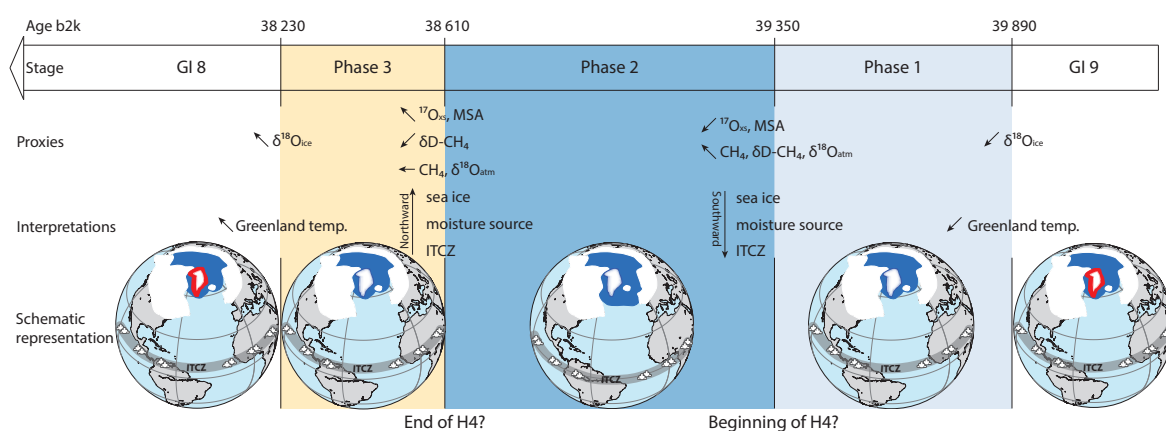 Age b2k 38 230 38 610 39 350 39 890
Stage GI 8 Phase 3 Phase 2 Phase 1 GI 9
Proxies
δ¹⁸Oice
¹⁷Oxs, MSA
δD-CH₄
CH₄, δ¹⁸Oatm
¹⁷Oxs, MSA
CH₄, δD-CH₄, δ¹⁸Oatm
δ¹⁸Oice
Interpretations
Greenland temp.
Northward
sea ice
moisture source
ITCZ
Southward
sea ice
moisture source
ITCZ
Greenland temp.
Schematic
representation
ITCZ
ITCZ
ITCZ
ITCZ
ITCZ
End of H4? Beginning of H4?